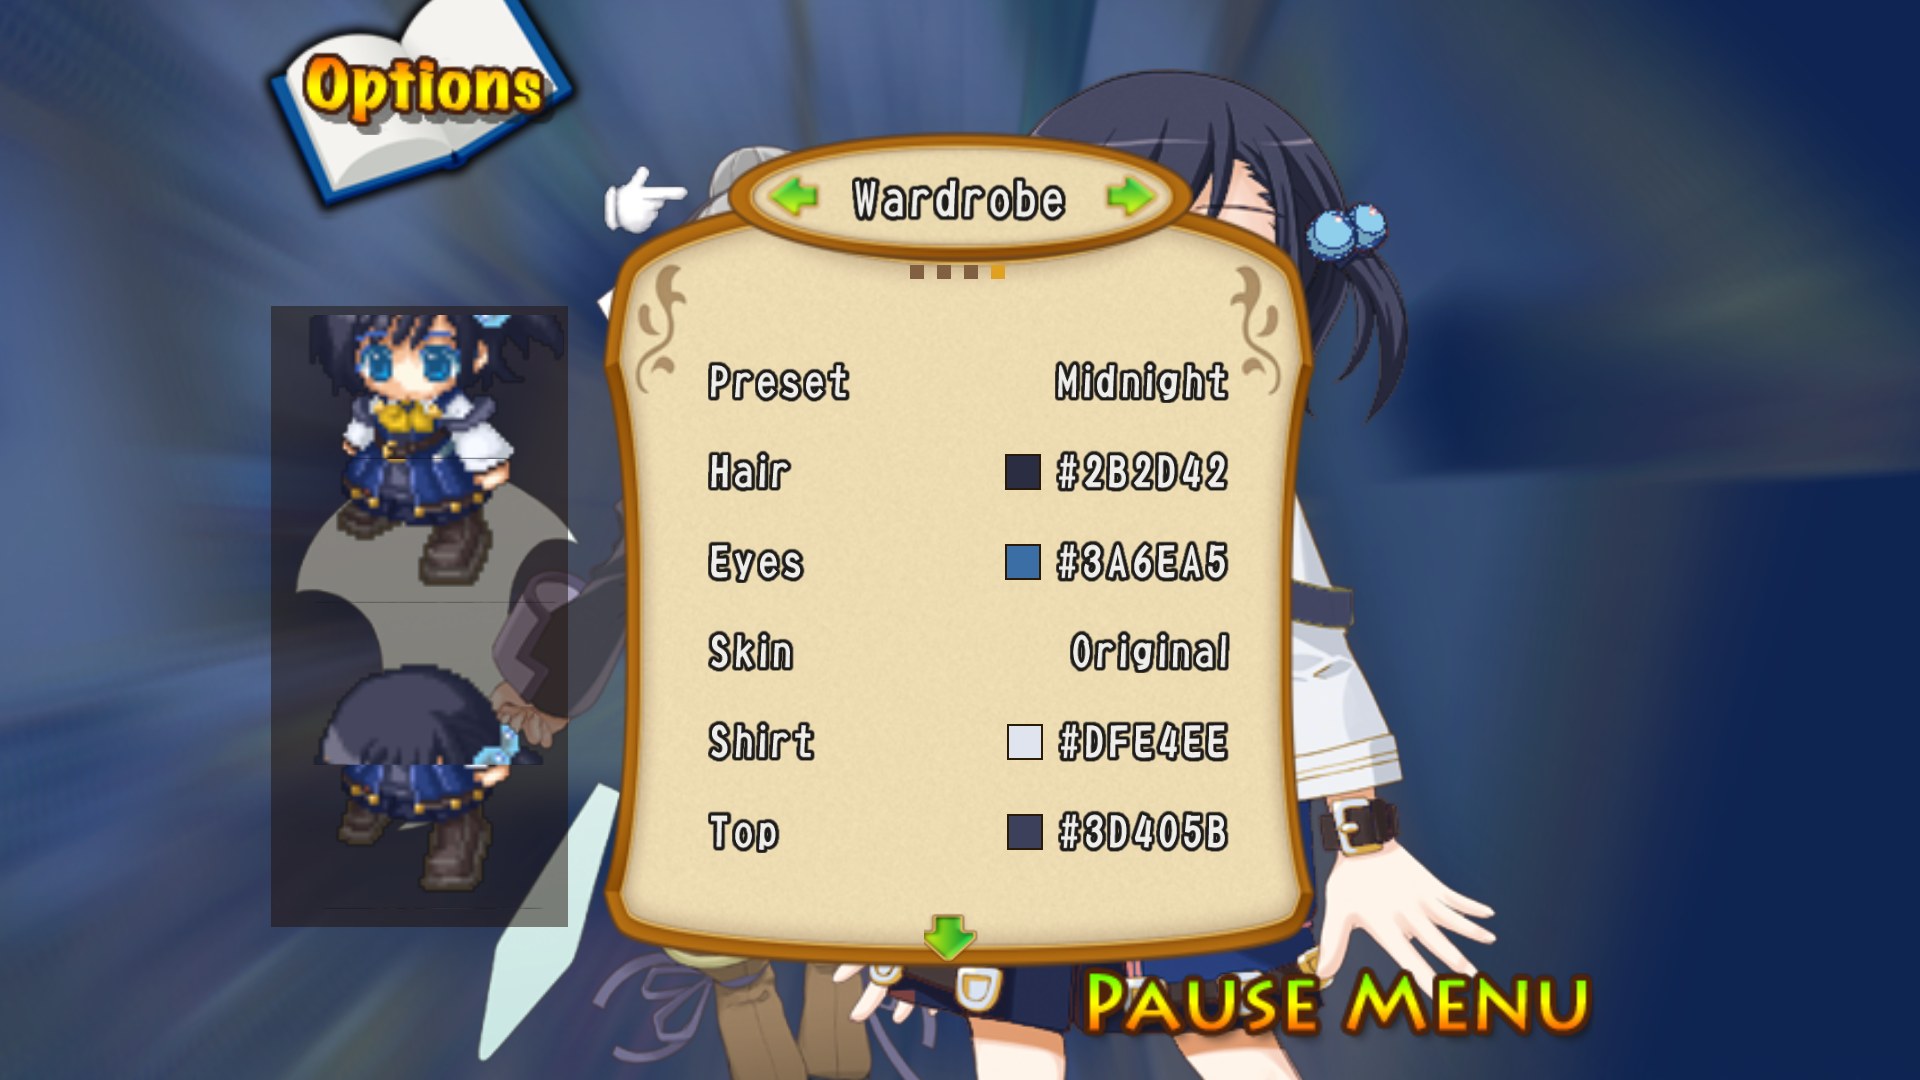 Options
Wardrobe
Preset Midnight
Hair #2B2D42
Eyes #3A6EA5
Skin Original
Shirt #DFE4EE
Top #3D405B
PAUSE MENU